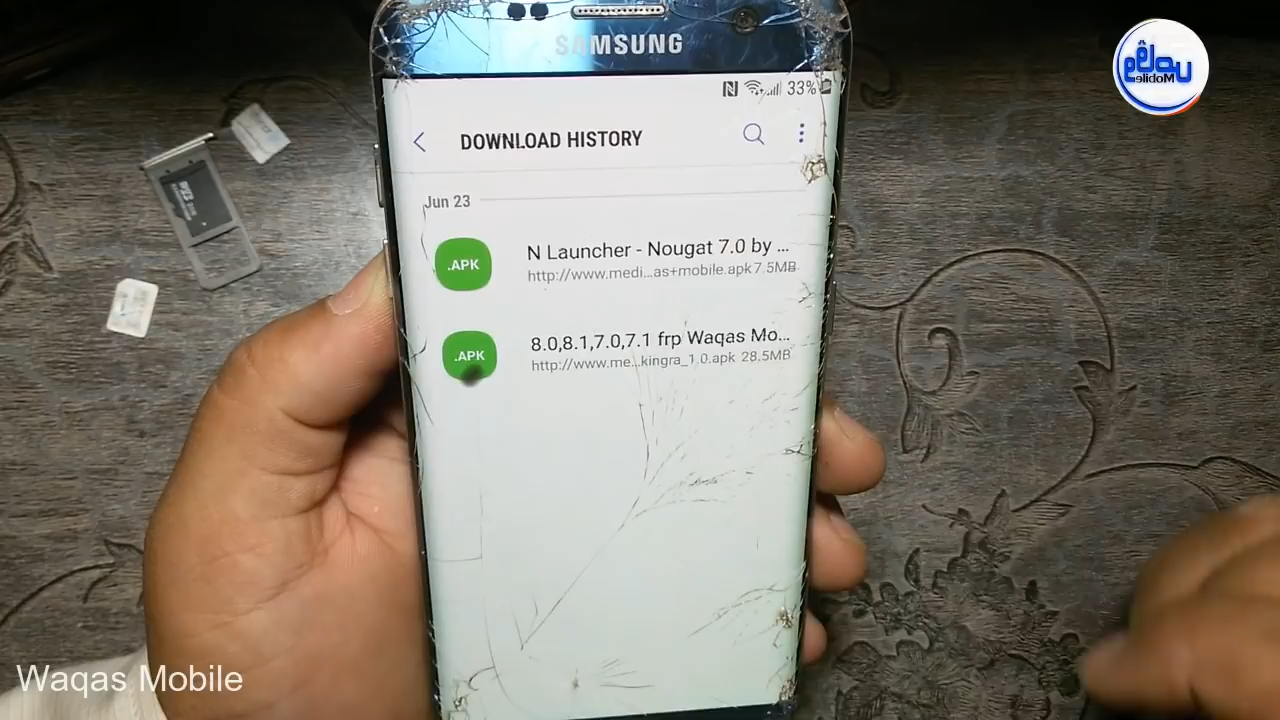 SAMSUNG
33%
DOWNLOAD HISTORY
Jun 23
.APK
N Launcher - Nougat 7.0 by ...
http://www.medi...as+mobile.apk 7.5MB
.APK
8.0,8.1,7.0,7.1 frp Waqas Mo...
http://www.me...kingra_1.0.apk 28.5MB
Mobile
Waqas Mobile